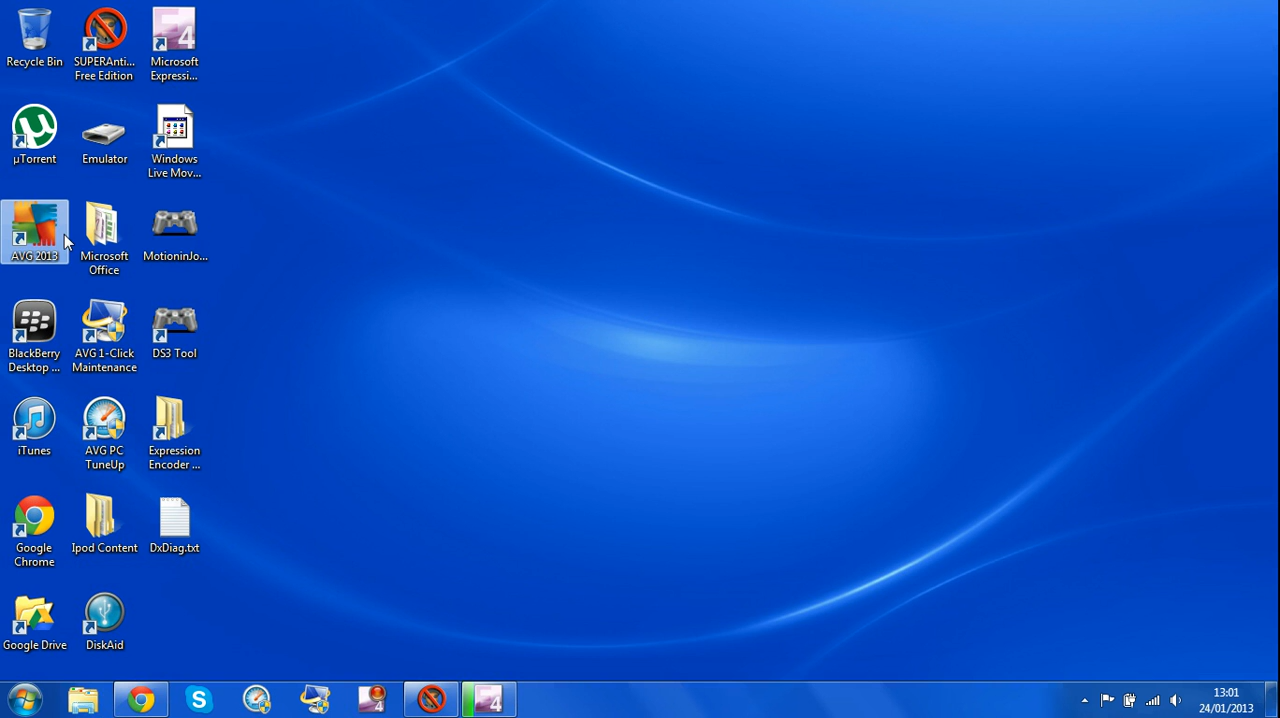 Recycle Bin
SUPERAnti...
Free Edition
Microsoft
Expressi...
µTorrent
Emulator
Windows
Live Mov...
AVG 2013
Microsoft
Office
MotioninJo...
BlackBerry
Desktop ...
AVG 1-Click
Maintenance
DS3 Tool
iTunes
AVG PC
TuneUp
Expression
Encoder ...
Google
Chrome
Ipod Content
DxDiag.txt
Google Drive
DiskAid
13:01
24/01/2013